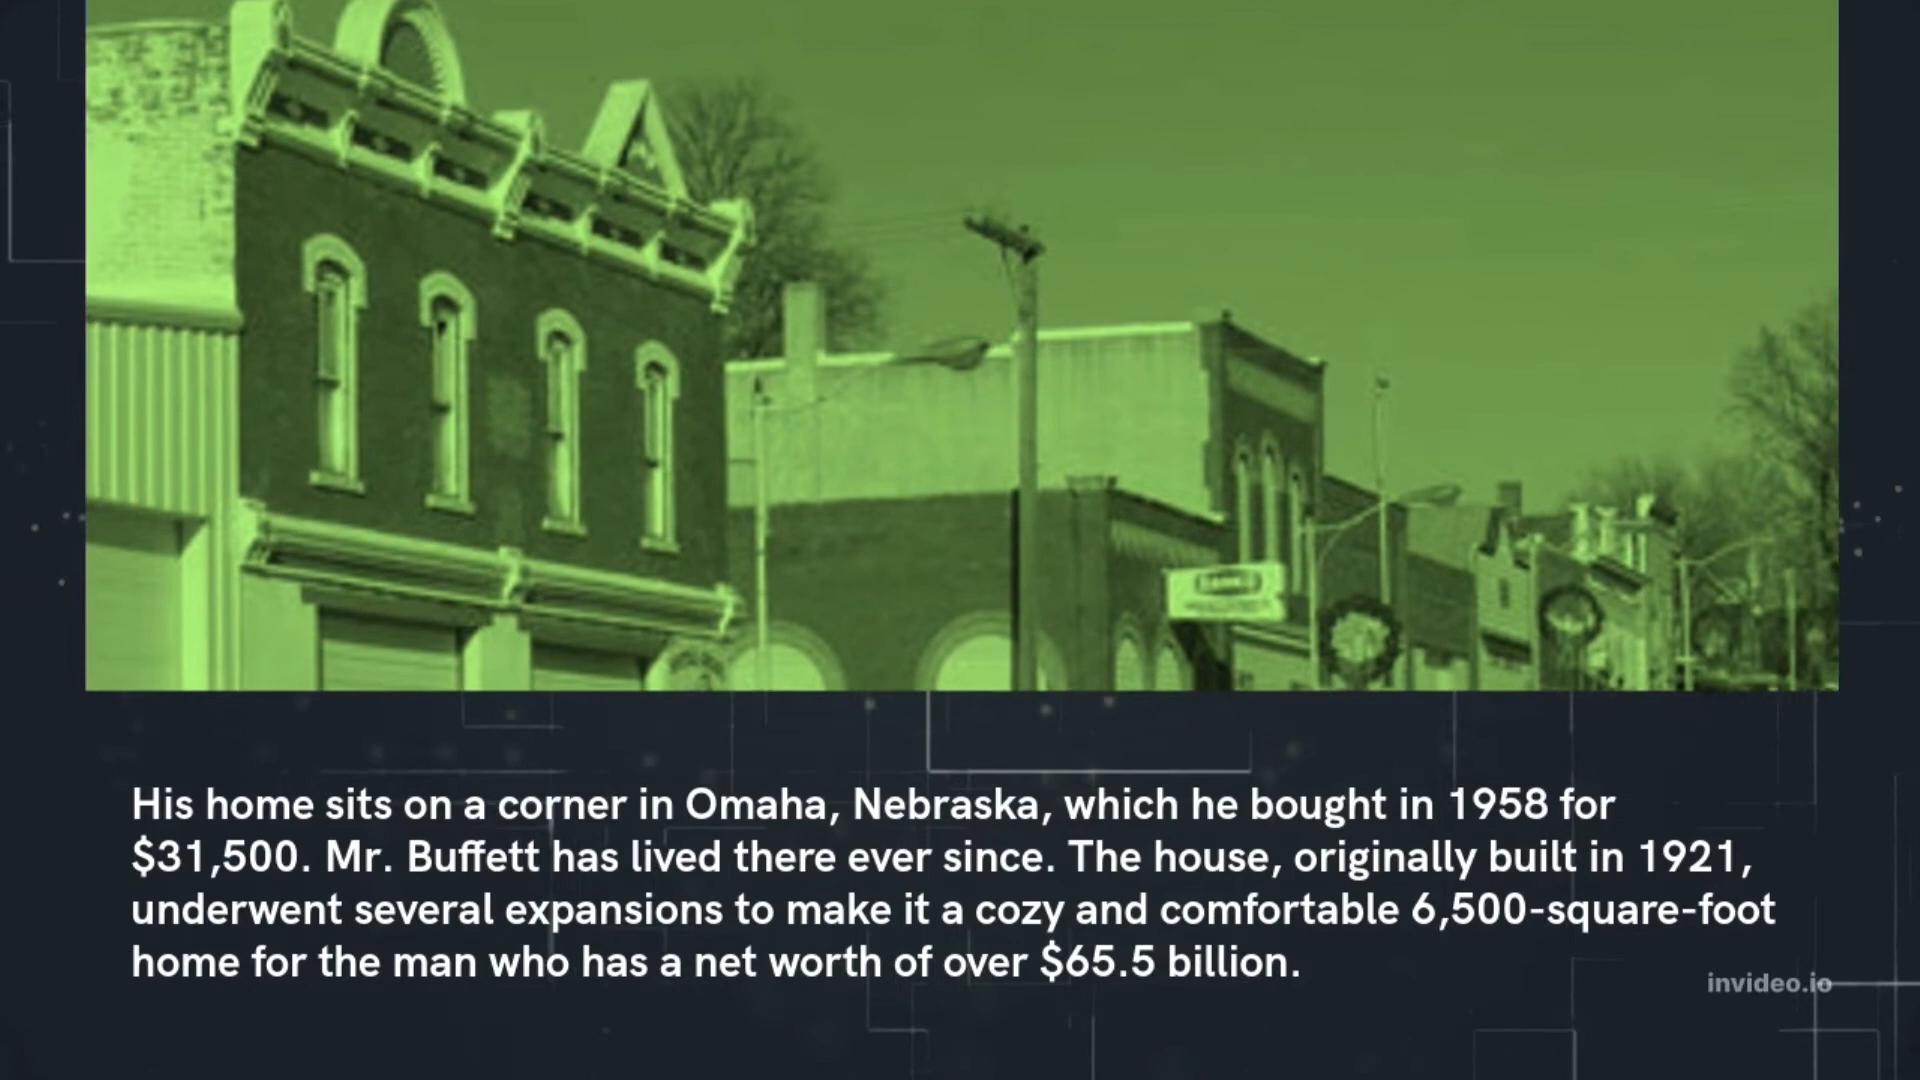 His home sits on a corner in Omaha, Nebraska, which he bought in 1958 for
$31,500. Mr. Buffett has lived there ever since. The house, originally built in 1921,
underwent several expansions to make it a cozy and comfortable 6,500-square-foot
home for the man who has a net worth of over $65.5 billion.
invideo.io